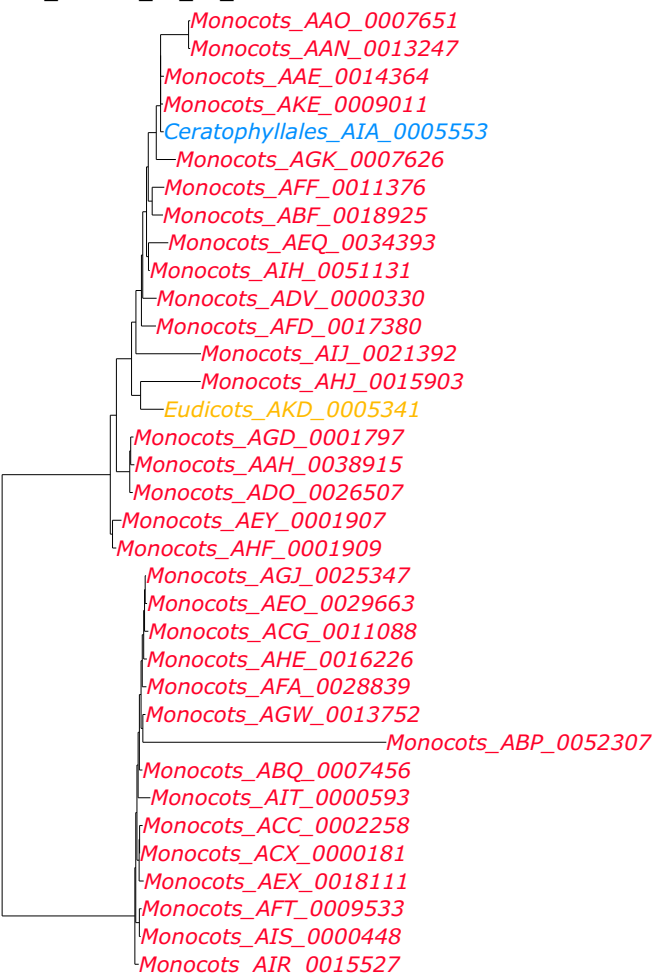 Monocots_AAO_0007651
Monocots_AAN_0013247
Monocots_AAE_0014364
Monocots_AKE_0009011
Ceratophyllales_AIA_0005553
Monocots_AGK_0007626
Monocots_AFF_0011376
Monocots_ABF_0018925
Monocots_AEQ_0034393
Monocots_AIH_0051131
Monocots_ADV_0000330
Monocots_AFD_0017380
Monocots_AIJ_0021392
Monocots_AHJ_0015903
Eudicots_AKD_0005341
Monocots_AGD_0001797
Monocots_AAH_0038915
Monocots_ADO_0026507
Monocots_AEY_0001907
Monocots_AHF_0001909
Monocots_AGJ_0025347
Monocots_AEO_0029663
Monocots_ACG_0011088
Monocots_AHE_0016226
Monocots_AFA_0028839
Monocots_AGW_0013752
Monocots_ABP_0052307
Monocots_ABQ_0007456
Monocots_AIT_0000593
Monocots_ACC_0002258
Monocots_ACX_0000181
Monocots_AEX_0018111
Monocots_AFT_0009533
Monocots_AIS_0000448
Monocots_AIR_0015527